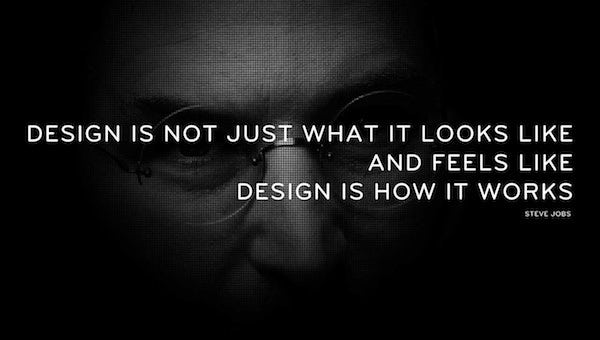 DESIGN IS NOT JUST WHAT IT LOOKS LIKE
AND FEELS LIKE
DESIGN IS HOW IT WORKS
STEVE JOBS